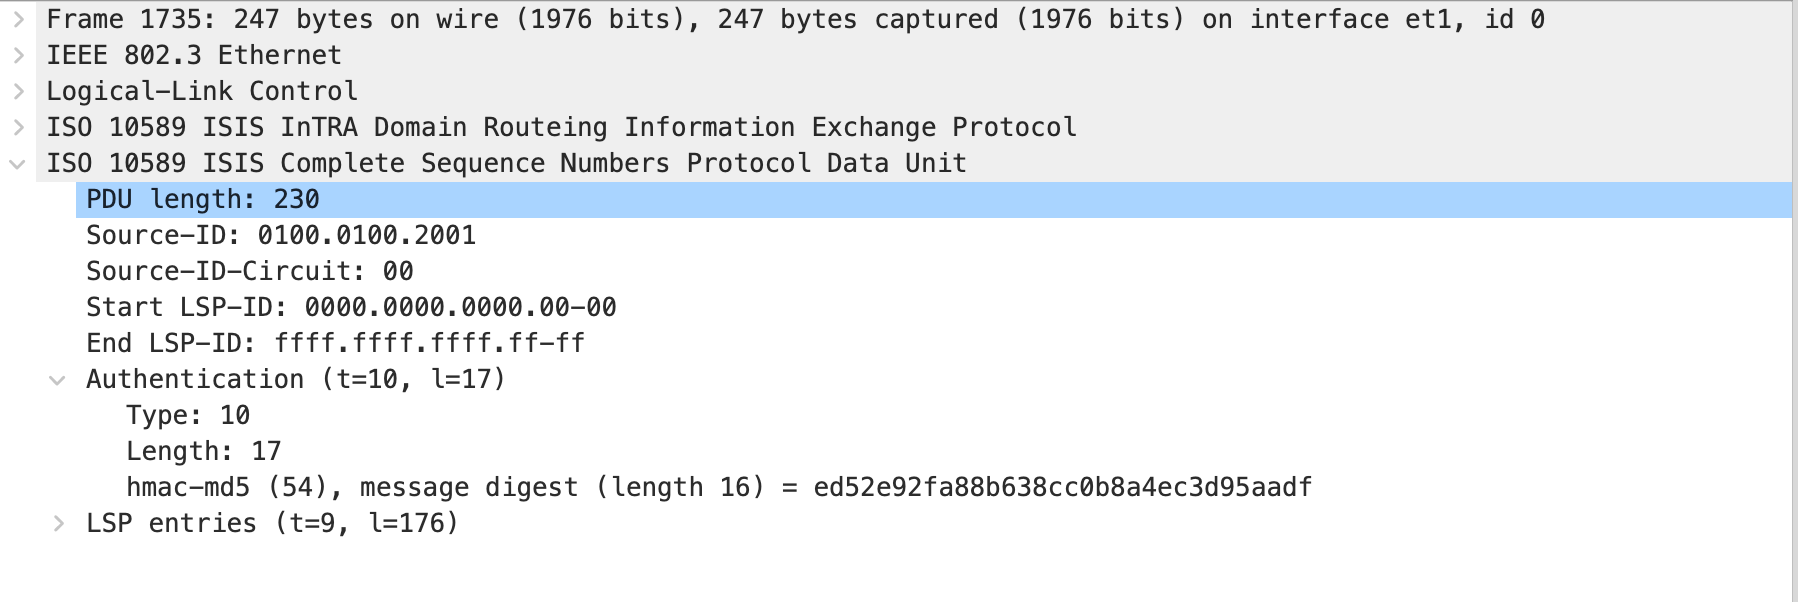 Frame 1735: 247 bytes on wire (1976 bits), 247 bytes captured (1976 bits) on interface et1, id 0
IEEE 802.3 Ethernet
Logical-Link Control
ISO 10589 ISIS InTRA Domain Routeing Information Exchange Protocol
ISO 10589 ISIS Complete Sequence Numbers Protocol Data Unit
PDU length: 230
Source-ID: 0100.0100.2001
Source-ID-Circuit: 00
Start LSP-ID: 0000.0000.0000.00-00
End LSP-ID: ffff.ffff.ffff.ff-ff
Authentication (t=10, l=17)
Type: 10
Length: 17
hmac-md5 (54), message digest (length 16) = ed52e92fa88b638cc0b8a4ec3d95aadf
LSP entries (t=9, l=176)